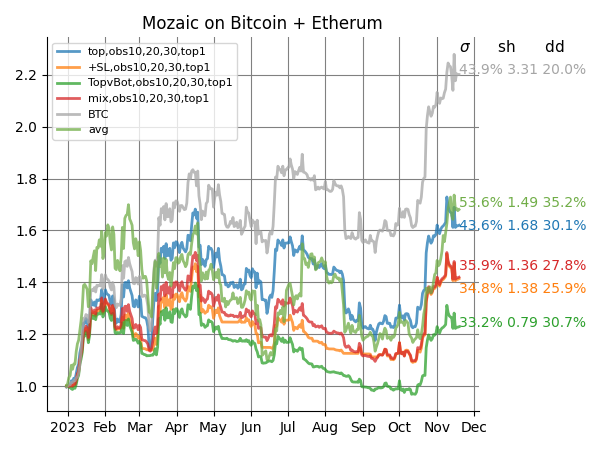 Mozaic on Bitcoin + Etherum
σ sh dd
top,obs10,20,30,top1
+SL,obs10,20,30,top1
TopvBot,obs10,20,30,top1
mix,obs10,20,30,top1
BTC
avg
43.9% 3.31 20.0%
53.6% 1.49 35.2%
43.6% 1.68 30.1%
35.9% 1.36 27.8%
34.8% 1.38 25.9%
33.2% 0.79 30.7%
2.2
2.0
1.8
1.6
1.4
1.2
1.0
2023 Feb Mar Apr May Jun Jul Aug Sep Oct Nov Dec